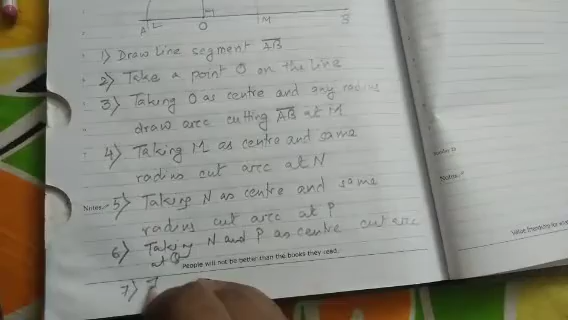 A L O M B
1) Draw line segment AB
2) Take a point O on the line
3) Taking O as centre and any radius
draw arc cutting AB at M
4) Taking M as centre and same
radius cut arc at N
Notes:
5) Taking N as centre and same
radius cut arc at P
6) Taking N and P as centre cut arc
at Q
People will not be better than the books they read.
7)
Notes: